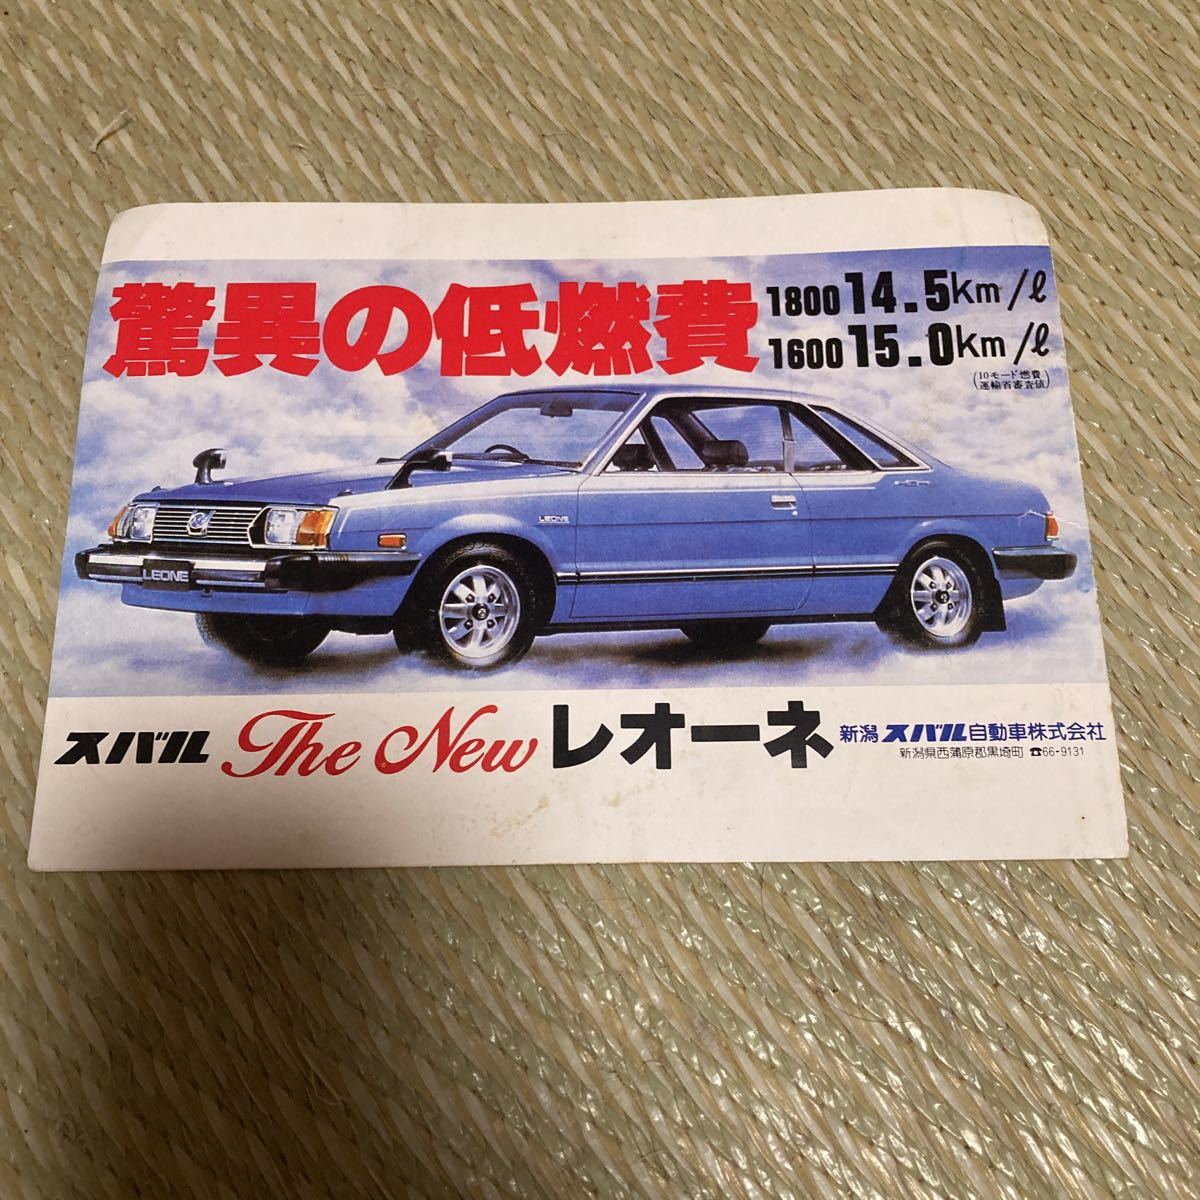 驚異の低燃費
1800 14.5km/ℓ
1600 15.0km/ℓ
(10モード燃費
運輸省審査値)
LEONE
LEONE
スバル The New レオーネ
新潟スバル自動車株式会社
新潟県西蒲原郡黒埼町 ☎66-9131